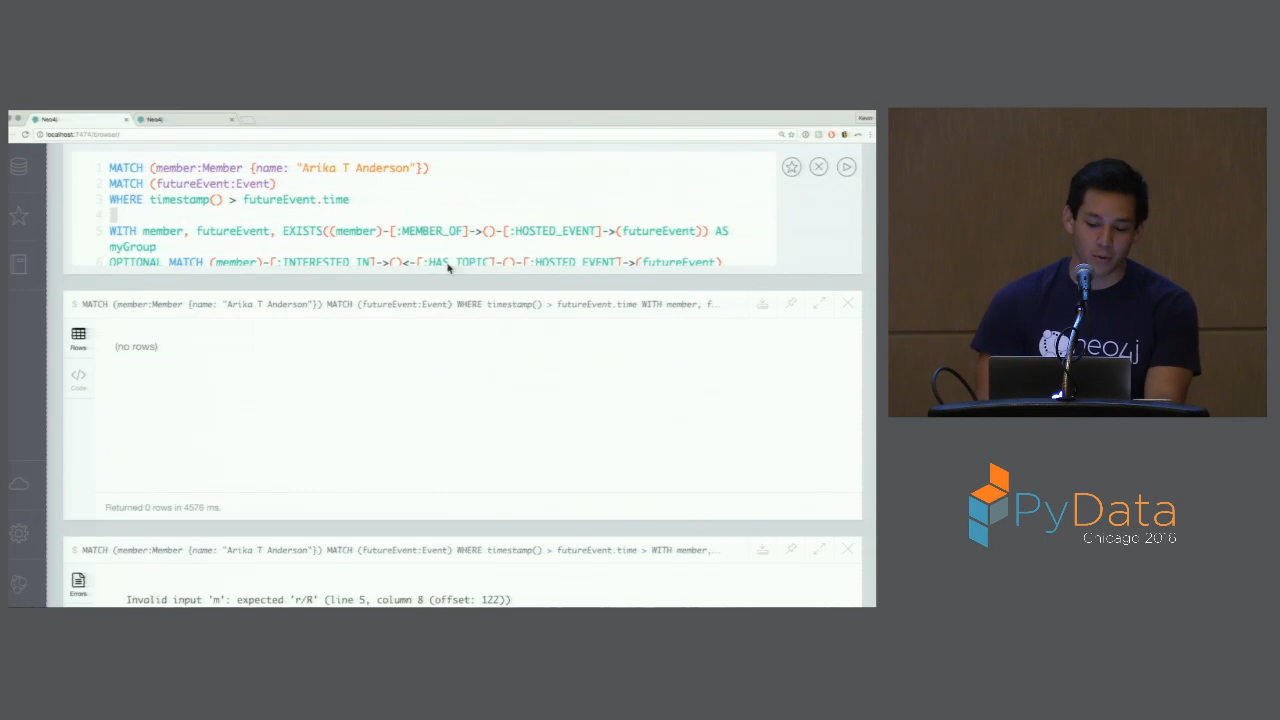 Neo4j
Neo4j
Kevin
localhost:7474/browser/
1 MATCH (member:Member {name: "Arika T Anderson"})
2 MATCH (futureEvent:Event)
3 WHERE timestamp() > futureEvent.time
4
5 WITH member, futureEvent, EXISTS((member)-[:MEMBER_OF]->()-[:HOSTED_EVENT]->(futureEvent)) AS
myGroup
6 OPTIONAL MATCH (member)-[:INTERESTED_IN]->()<-[:HAS_TOPIC]-()-[:HOSTED_EVENT]->(futureEvent)
$ MATCH (member:Member {name: "Arika T Anderson"}) MATCH (futureEvent:Event) WHERE timestamp() > futureEvent.time WITH member, f…
Rows
(no rows)
Code
Returned 0 rows in 4576 ms.
$ MATCH (member:Member {name: "Arika T Anderson"}) MATCH (futureEvent:Event) WHERE timestamp() > futureEvent.time > WITH member,…
Errors
Invalid input 'm': expected 'r/R' (line 5, column 8 (offset: 122))
neo4j
PyData
Chicago 2016